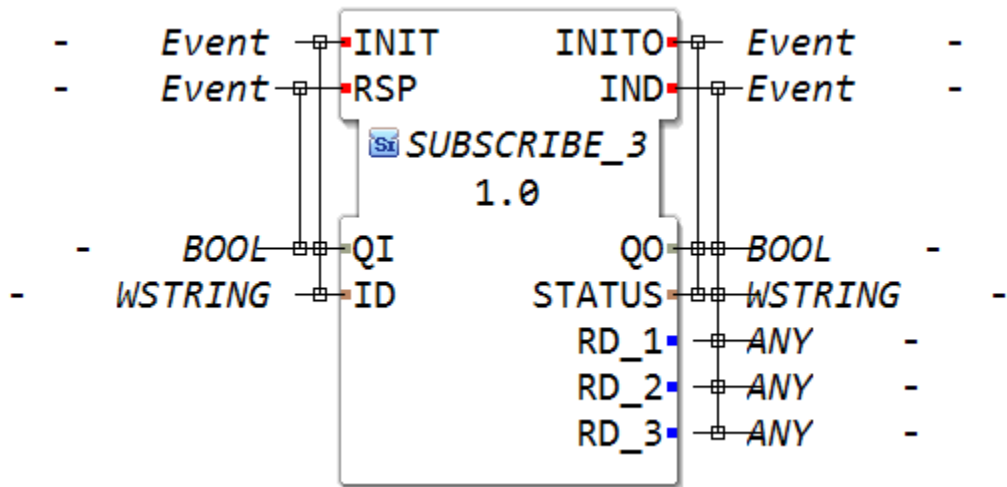 - Event INIT INITO Event -
- Event RSP IND Event -
SI SUBSCRIBE_3
1.0
- BOOL QI QO BOOL -
- WSTRING ID STATUS WSTRING -
RD_1 ANY -
RD_2 ANY -
RD_3 ANY -